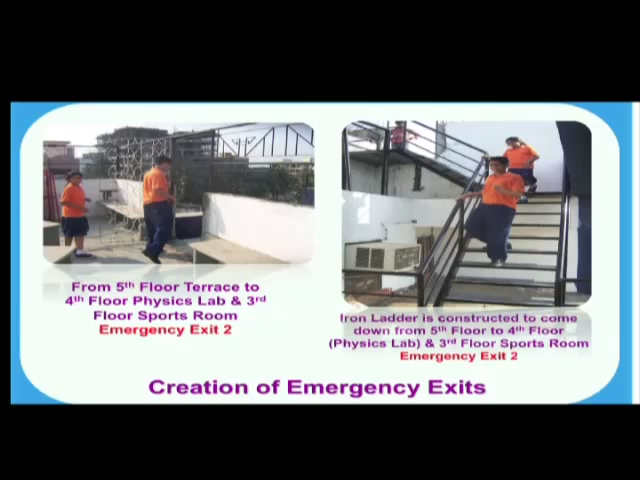 From 5th Floor Terrace to
4th Floor Physics Lab & 3rd
Floor Sports Room
Emergency Exit 2
Iron Ladder is constructed to come
down from 5th Floor to 4th Floor
(Physics Lab) & 3rd Floor Sports Room
Emergency Exit 2
Creation of Emergency Exits